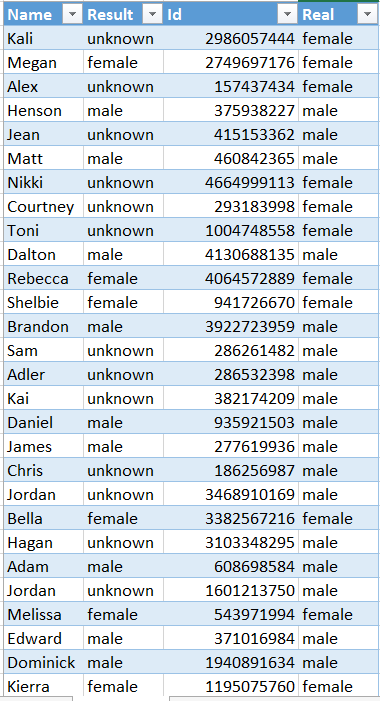 Name Result Id Real
Kali unknown 2986057444 female
Megan female 2749697176 female
Alex unknown 157437434 female
Henson male 375938227 male
Jean unknown 415153362 male
Matt male 460842365 male
Nikki unknown 4664999113 female
Courtney unknown 293183998 female
Toni unknown 1004748558 female
Dalton male 4130688135 male
Rebecca female 4064572889 female
Shelbie female 941726670 female
Brandon male 3922723959 male
Sam unknown 286261482 male
Adler unknown 286532398 male
Kai unknown 382174209 male
Daniel male 935921503 male
James male 277619936 male
Chris unknown 186256987 male
Jordan unknown 3468910169 male
Bella female 3382567216 female
Hagan unknown 3103348295 male
Adam male 608698584 male
Jordan unknown 1601213750 male
Melissa female 543971994 female
Edward male 371016984 male
Dominick male 1940891634 male
Kierra female 1195075760 female